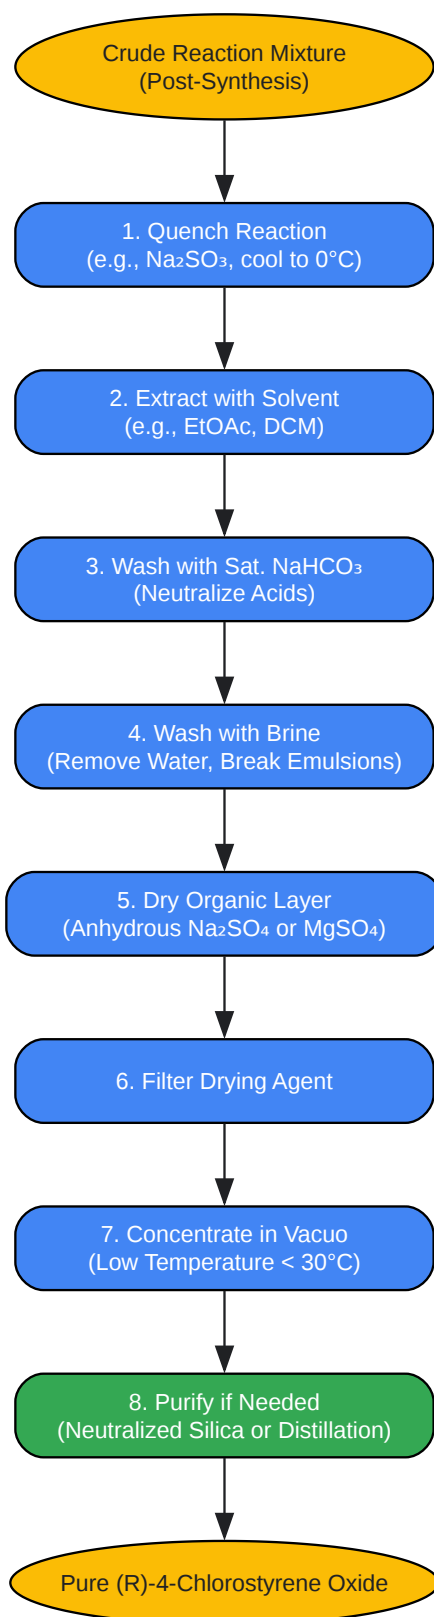 Crude Reaction Mixture
(Post-Synthesis)
1. Quench Reaction
(e.g., Na₂SO₃, cool to 0°C)
2. Extract with Solvent
(e.g., EtOAc, DCM)
3. Wash with Sat. NaHCO₃
(Neutralize Acids)
4. Wash with Brine
(Remove Water, Break Emulsions)
5. Dry Organic Layer
(Anhydrous Na₂SO₄ or MgSO₄)
6. Filter Drying Agent
7. Concentrate in Vacuo
(Low Temperature < 30°C)
8. Purify if Needed
(Neutralized Silica or Distillation)
Pure (R)-4-Chlorostyrene Oxide